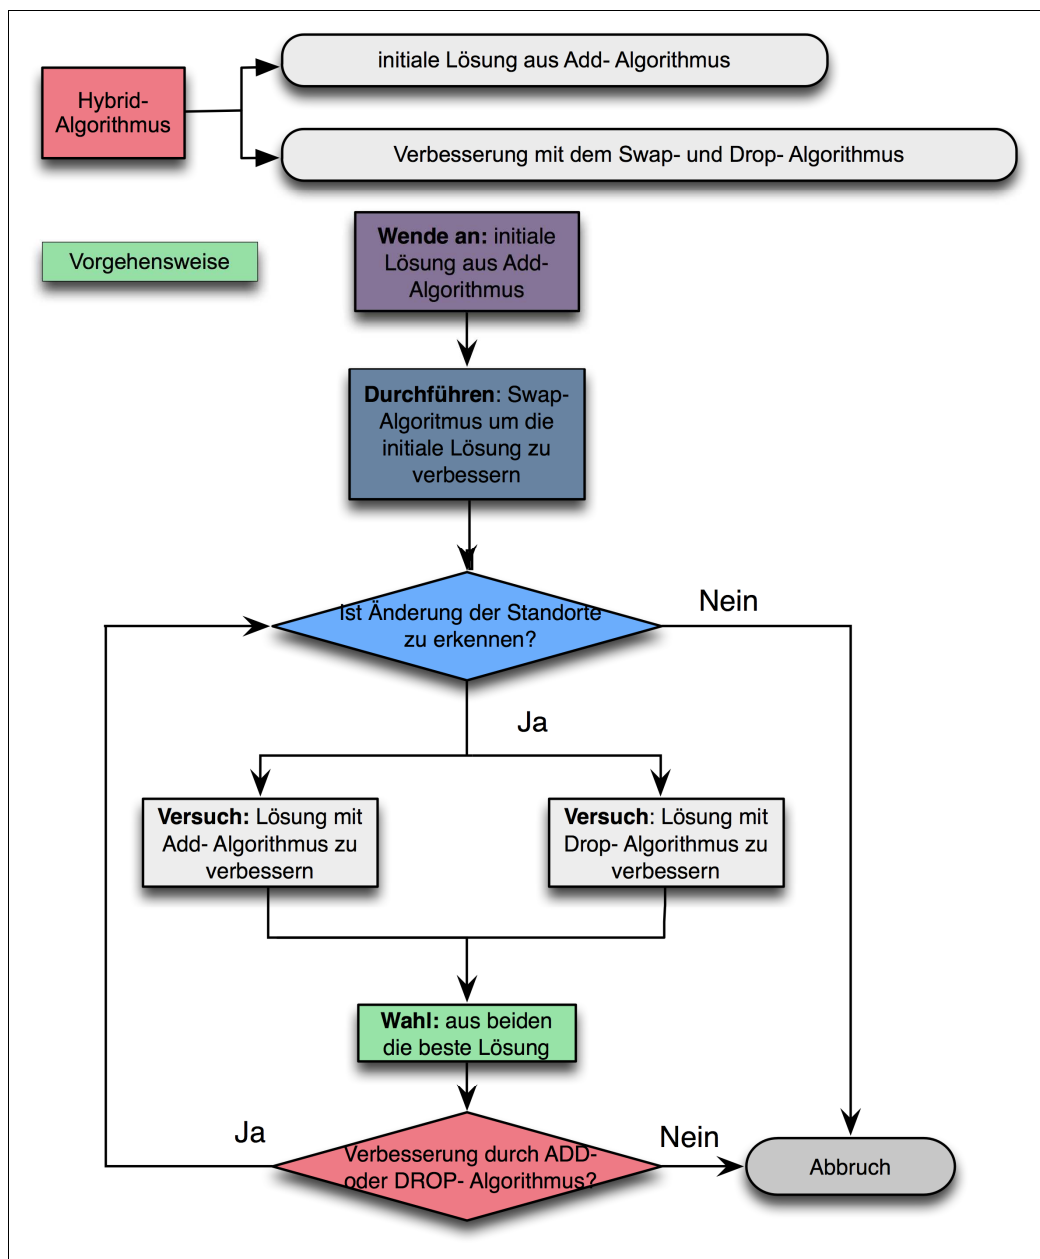 initiale Lösung aus Add- Algorithmus
Hybrid-
Algorithmus
Verbesserung mit dem Swap- und Drop- Algorithmus
Vorgehensweise
Wende an: initiale
Lösung aus Add-
Algorithmus
Durchführen: Swap-
Algoritmus um die
initiale Lösung zu
verbessern
Ist Änderung der Standorte
zu erkennen?
Nein
Ja
Versuch: Lösung mit
Add- Algorithmus zu
verbessern
Versuch: Lösung mit
Drop- Algorithmus zu
verbessern
Wahl: aus beiden
die beste Lösung
Ja
Verbesserung durch ADD-
oder DROP- Algorithmus?
Nein
Abbruch